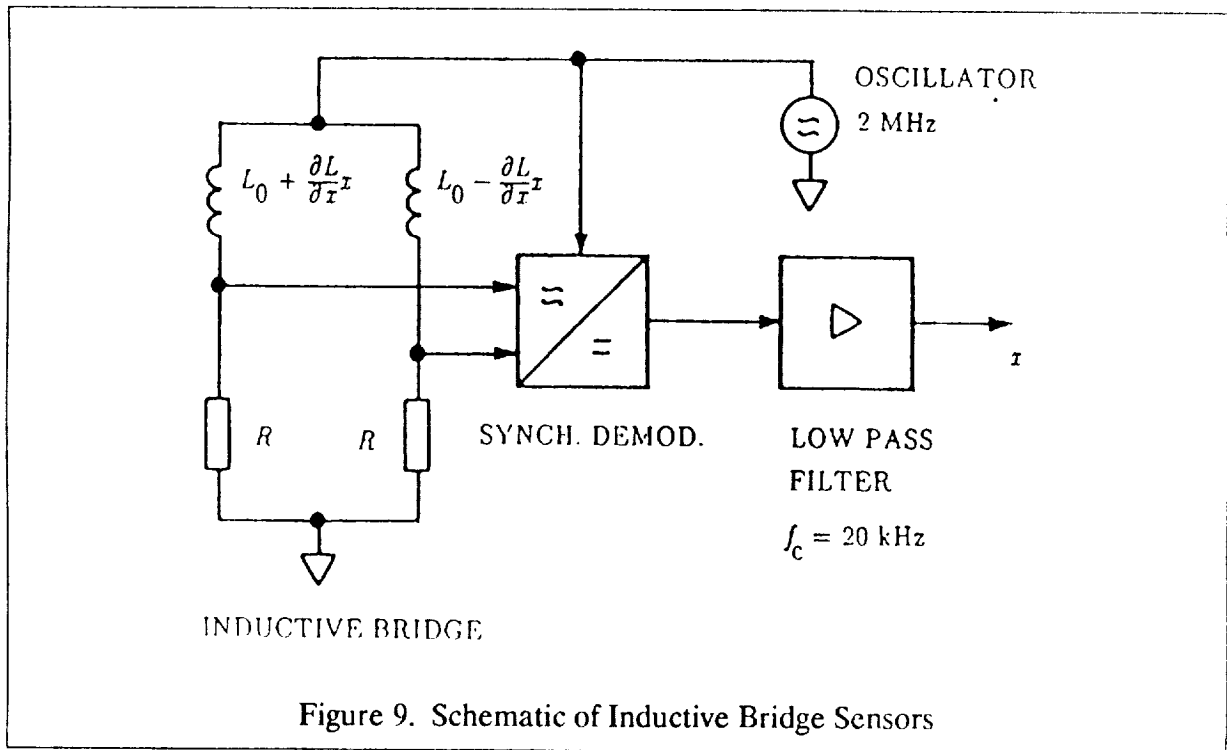 OSCILLATOR
2 MHz
L₀ + ∂L/∂x x
L₀ − ∂L/∂x x
≈
=
R
R
SYNCH. DEMOD.
LOW PASS
FILTER
f_c = 20 kHz
x
INDUCTIVE BRIDGE
Figure 9. Schematic of Inductive Bridge Sensors